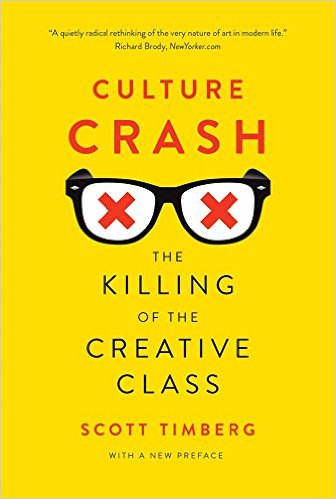 “A quietly radical rethinking of the very nature of art in modern life.”
Richard Brody, NewYorker.com
CULTURE
CRASH
THE
KILLING
OF THE
CREATIVE
CLASS
SCOTT TIMBERG
WITH A NEW PREFACE